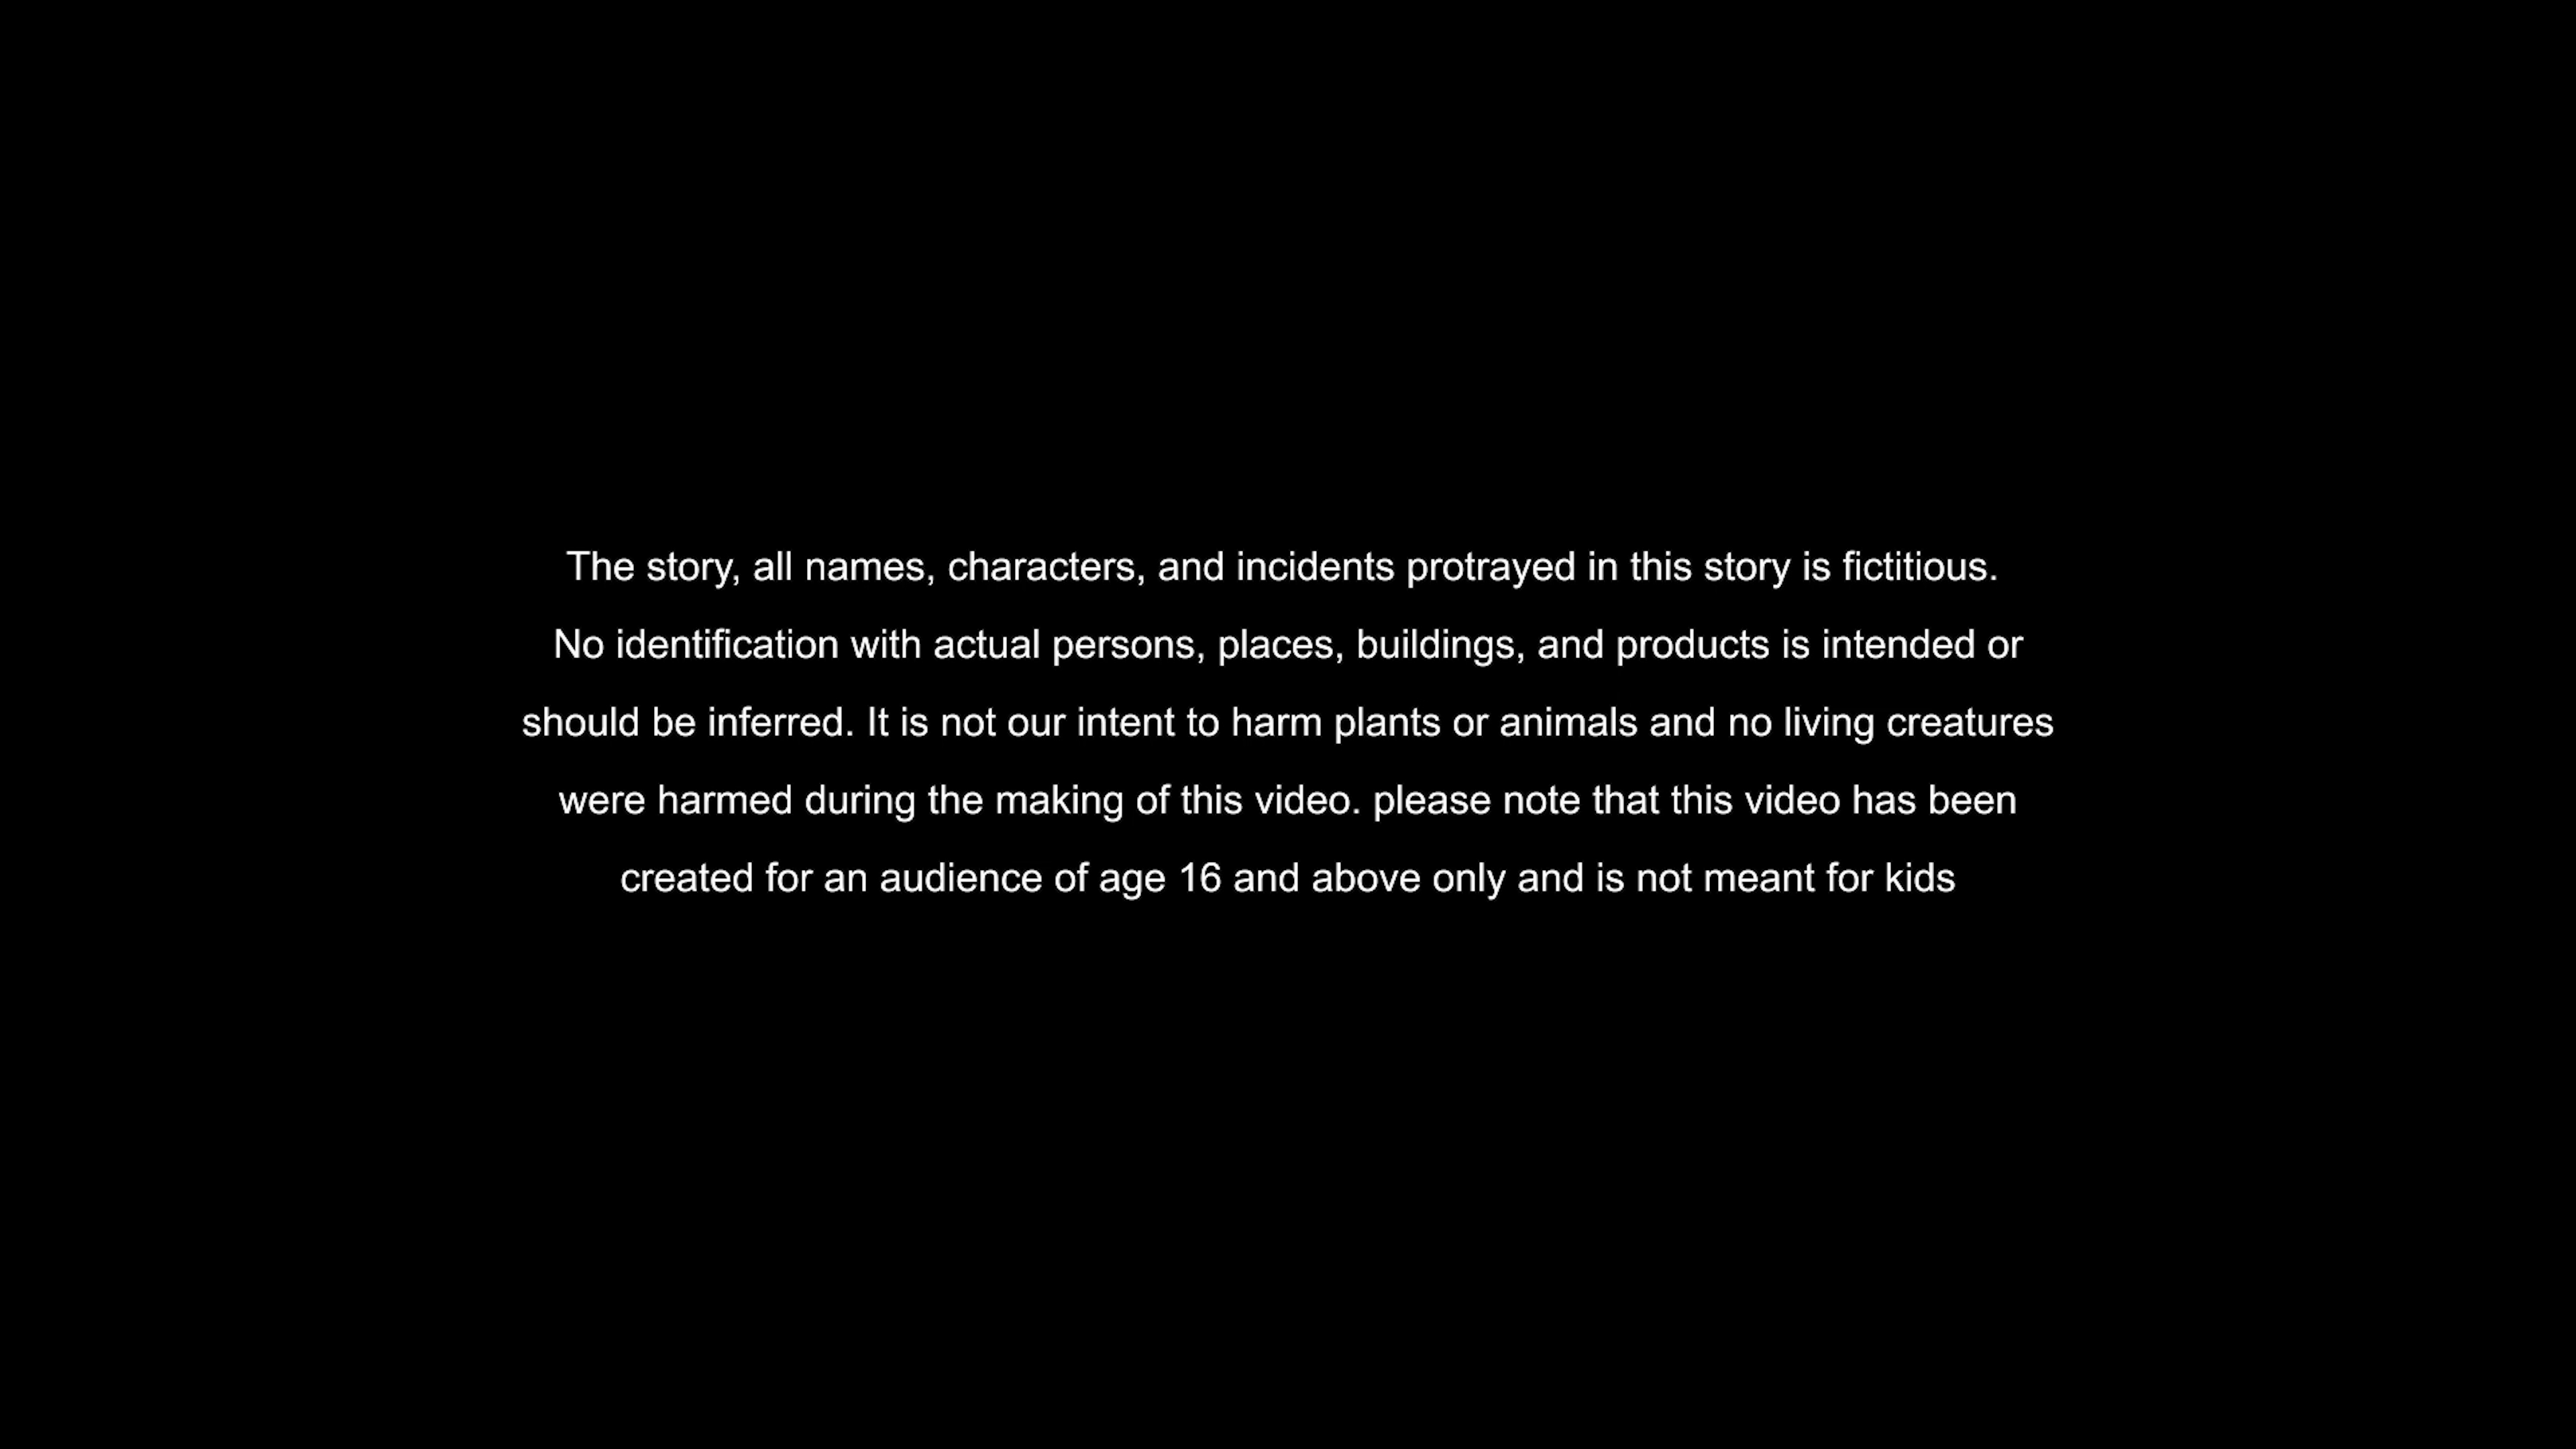 The story, all names, characters, and incidents protrayed in this story is fictitious.
No identification with actual persons, places, buildings, and products is intended or
should be inferred. It is not our intent to harm plants or animals and no living creatures
were harmed during the making of this video. please note that this video has been
created for an audience of age 16 and above only and is not meant for kids